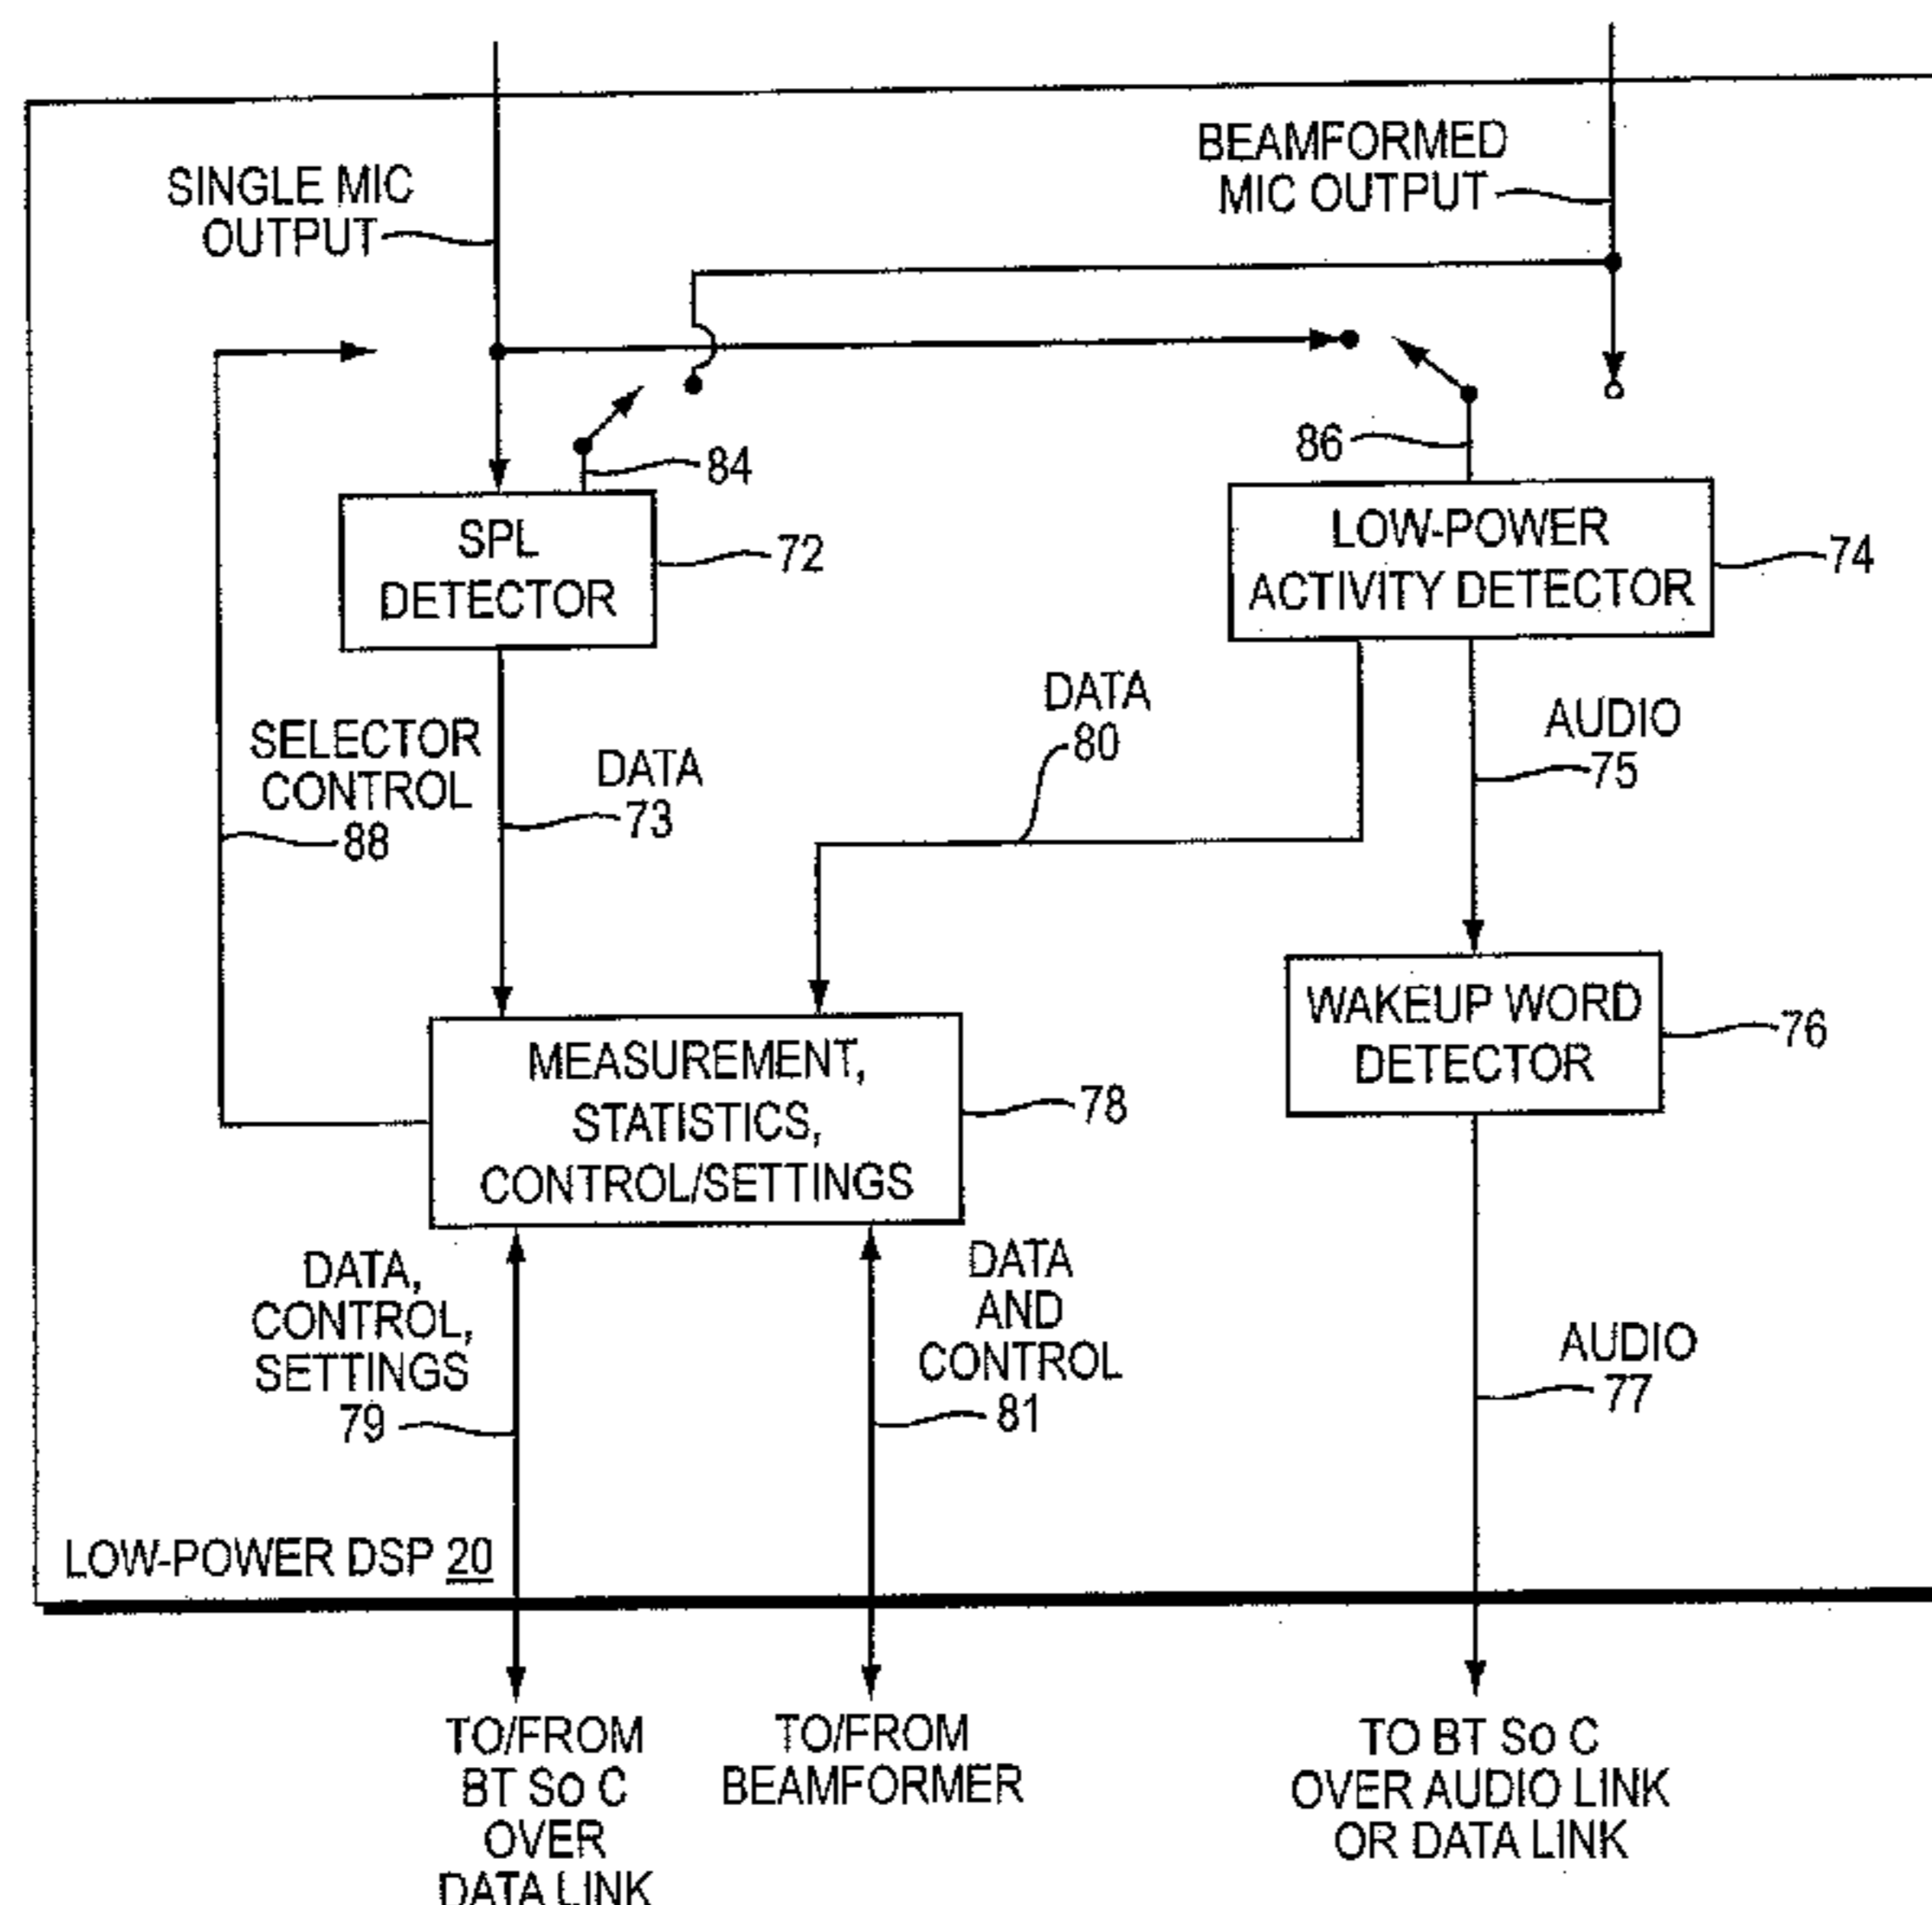 BEAMFORMED
MIC OUTPUT
SINGLE MIC
OUTPUT
84
86
SPL
DETECTOR
72
LOW-POWER
ACTIVITY DETECTOR
74
SELECTOR
CONTROL
88
DATA
73
DATA
80
AUDIO
75
MEASUREMENT,
STATISTICS,
CONTROL/SETTINGS
78
WAKEUP WORD
DETECTOR
76
DATA,
CONTROL,
SETTINGS
79
DATA
AND
CONTROL
81
AUDIO
77
LOW-POWER DSP 20
TO/FROM
BT So C
OVER
DATA LINK
TO/FROM
BEAMFORMER
TO BT So C
OVER AUDIO LINK
OR DATA LINK